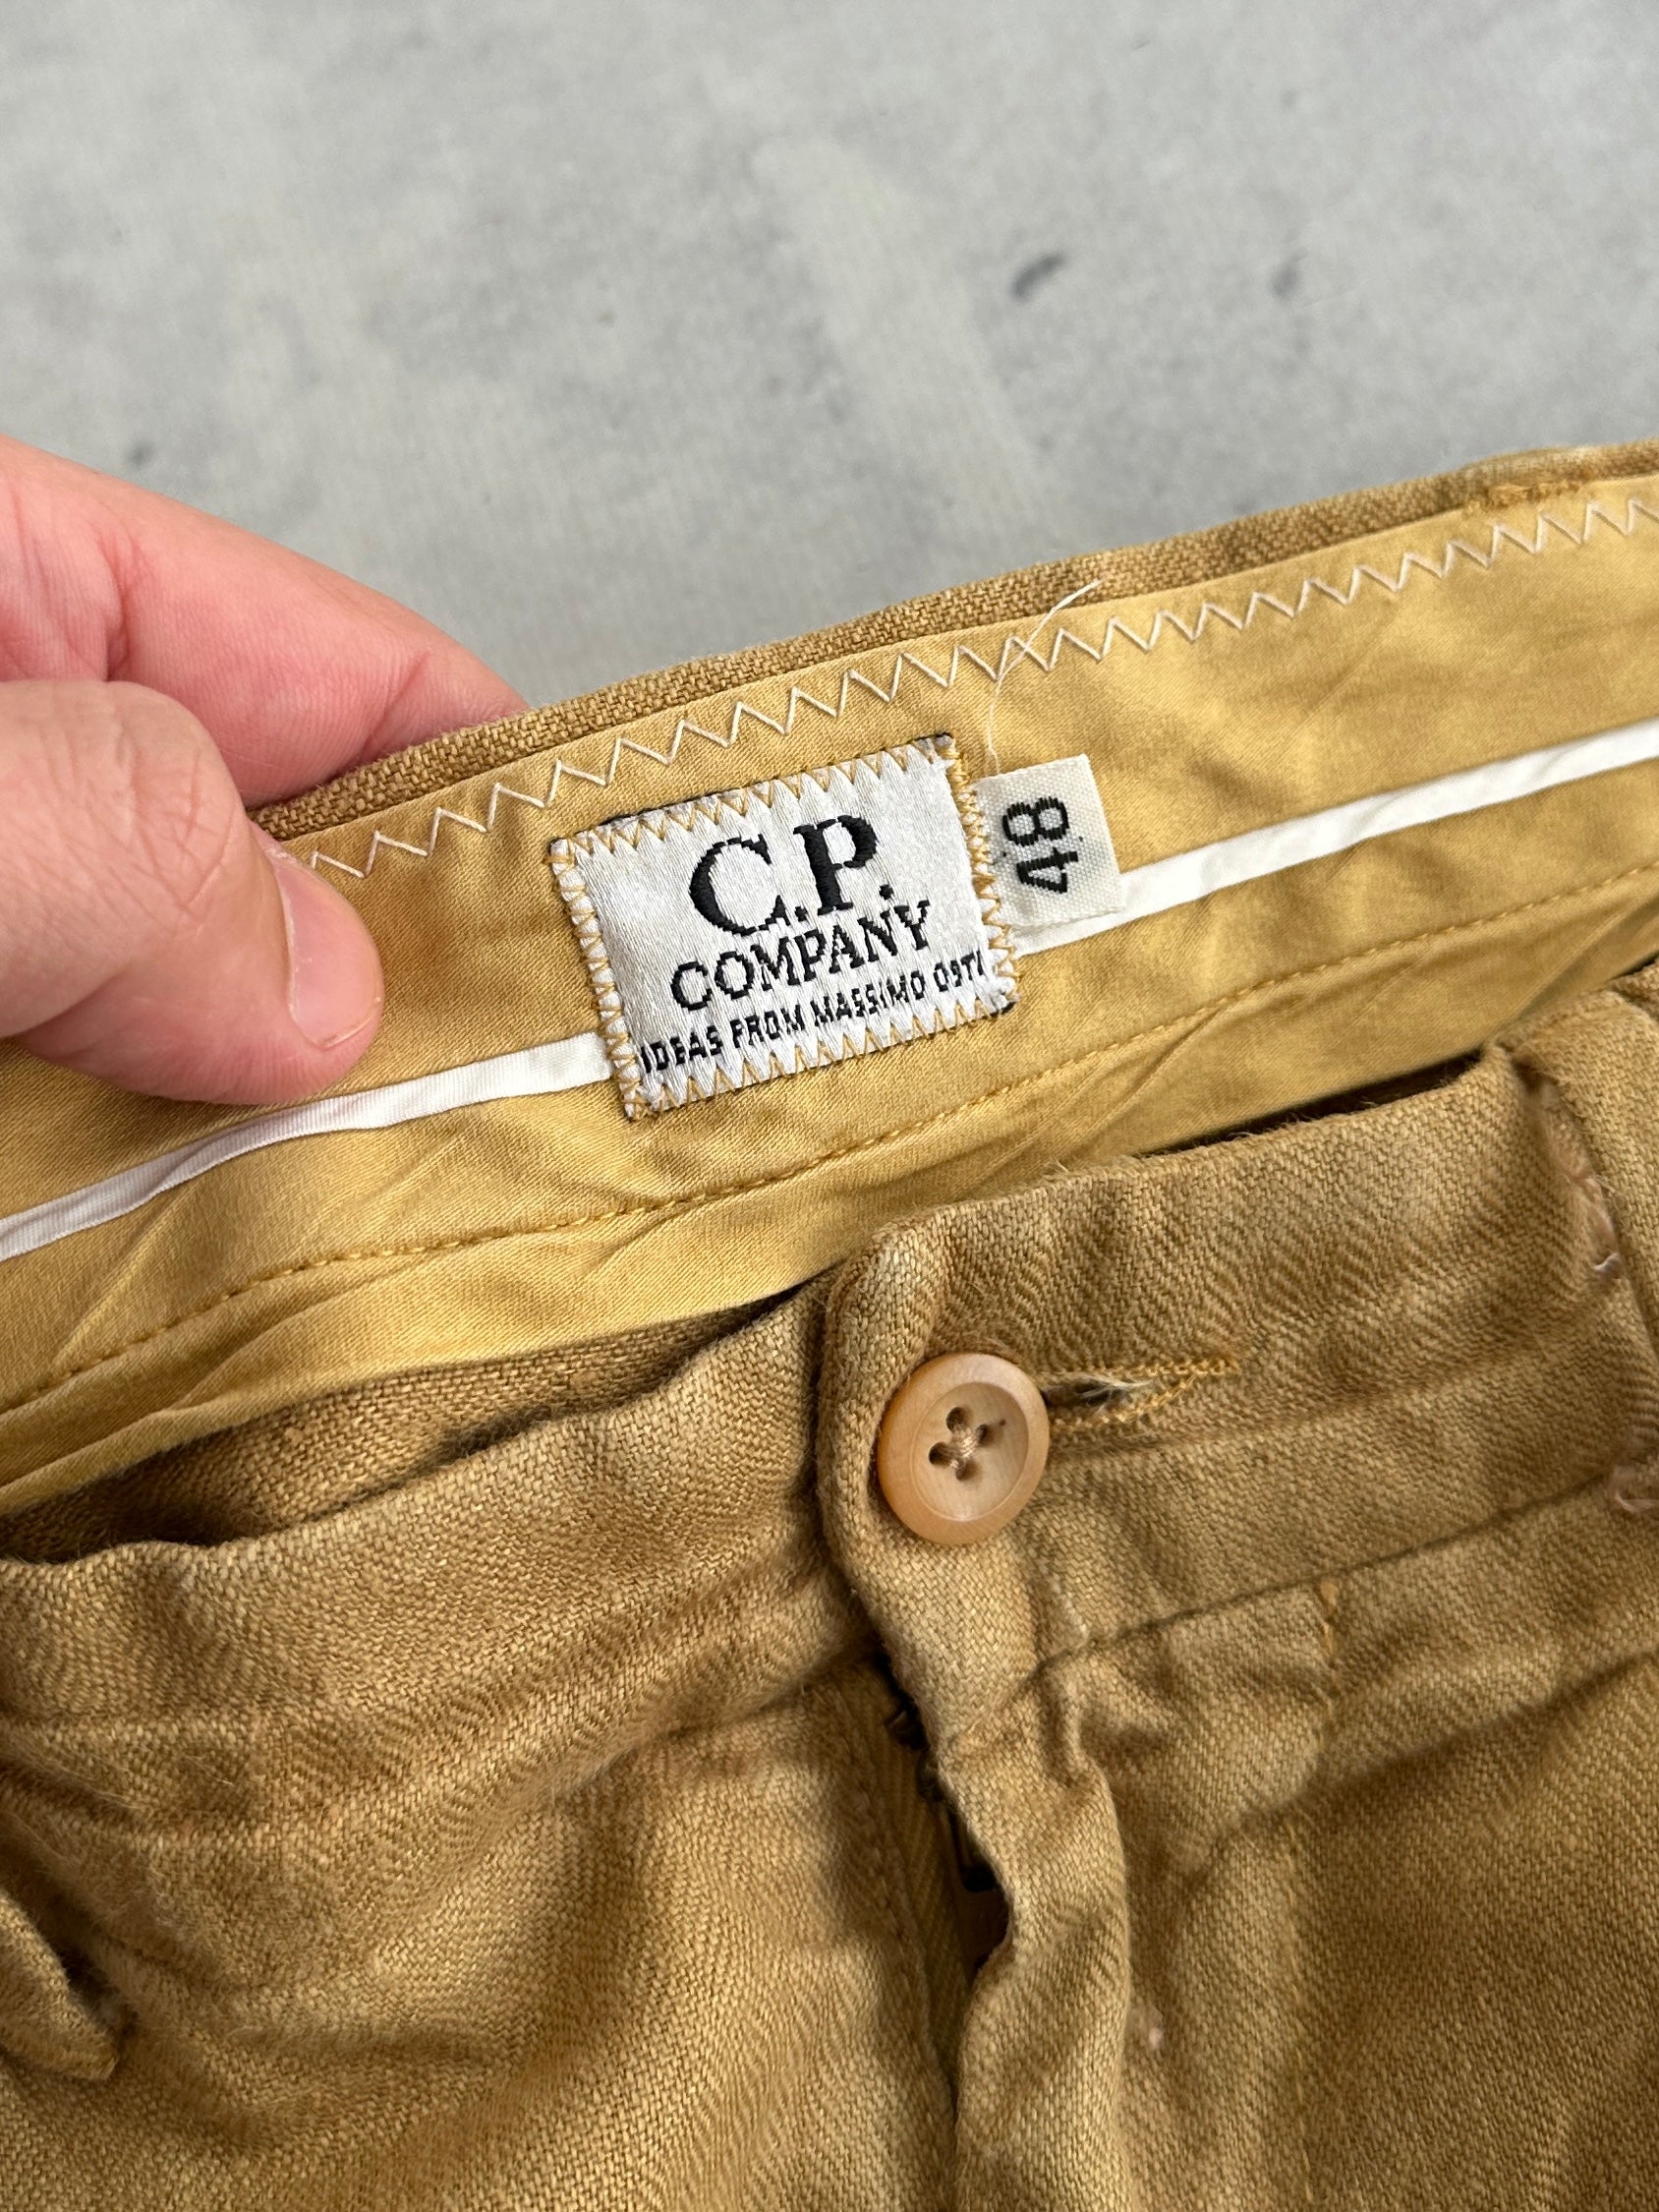 C.P.
COMPANY
IDEAS FROM MASSIMO OSTI
48